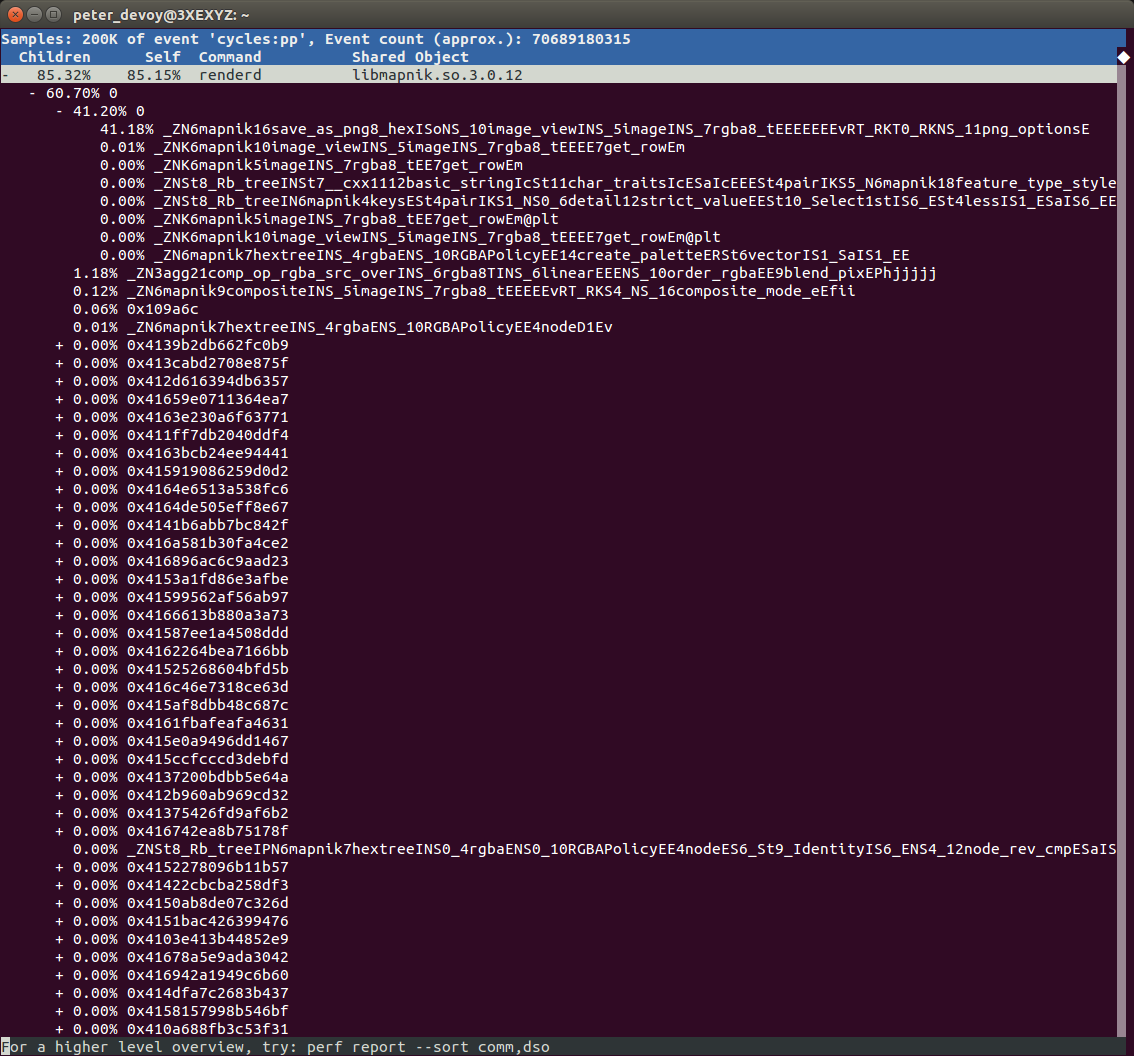 peter_devoy@3XEXYZ: ~
Samples: 200K of event 'cycles:pp', Event count (approx.): 70689180315
Children Self Command Shared Object
- 85.32% 85.15% renderd libmapnik.so.3.0.12
- 60.70% 0
- 41.20% 0
41.18% _ZN6mapnik16save_as_png8_hexISoNS_10image_viewINS_5imageINS_7rgba8_tEEEEEEEvRT_RKT0_RKNS_11png_optionsE
0.01% _ZNK6mapnik10image_viewINS_5imageINS_7rgba8_tEEEE7get_rowEm
0.00% _ZNK6mapnik5imageINS_7rgba8_tEE7get_rowEm
0.00% _ZNSt8_Rb_treeINSt7__cxx1112basic_stringIcSt11char_traitsIcESaIcEEESt4pairIKS5_N6mapnik18feature_type_style
0.00% _ZNSt8_Rb_treeIN6mapnik4keysESt4pairIKS1_NS0_6detail12strict_valueEESt10_Select1stIS6_ESt4lessIS1_ESaIS6_EE
0.00% _ZNK6mapnik5imageINS_7rgba8_tEE7get_rowEm@plt
0.00% _ZNK6mapnik10image_viewINS_5imageINS_7rgba8_tEEEE7get_rowEm@plt
0.00% _ZN6mapnik7hextreeINS_4rgbaENS_10RGBAPolicyEE14create_paletteERSt6vectorIS1_SaIS1_EE
1.18% _ZN3agg21comp_op_rgba_src_overINS_6rgba8TINS_6linearEEENS_10order_rgbaEE9blend_pixEPhjjjjj
0.12% _ZN6mapnik9compositeINS_5imageINS_7rgba8_tEEEEEvRT_RKS4_NS_16composite_mode_eEfii
0.06% 0x109a6c
0.01% _ZN6mapnik7hextreeINS_4rgbaENS_10RGBAPolicyEE4nodeD1Ev
+ 0.00% 0x4139b2db662fc0b9
+ 0.00% 0x413cabd2708e875f
+ 0.00% 0x412d616394db6357
+ 0.00% 0x41659e0711364ea7
+ 0.00% 0x4163e230a6f63771
+ 0.00% 0x411ff7db2040ddf4
+ 0.00% 0x4163bcb24ee94441
+ 0.00% 0x415919086259d0d2
+ 0.00% 0x4164e6513a538fc6
+ 0.00% 0x4164de505eff8e67
+ 0.00% 0x4141b6abb7bc842f
+ 0.00% 0x416a581b30fa4ce2
+ 0.00% 0x416896ac6c9aad23
+ 0.00% 0x4153a1fd86e3afbe
+ 0.00% 0x41599562af56ab97
+ 0.00% 0x4166613b880a3a73
+ 0.00% 0x41587ee1a4508ddd
+ 0.00% 0x4162264bea7166bb
+ 0.00% 0x41525268604bfd5b
+ 0.00% 0x416c46e7318ce63d
+ 0.00% 0x415af8dbb48c687c
+ 0.00% 0x4161fbafeafa4631
+ 0.00% 0x415e0a9496dd1467
+ 0.00% 0x415ccfcccd3debfd
+ 0.00% 0x4137200bdbb5e64a
+ 0.00% 0x412b960ab969cd32
+ 0.00% 0x41375426fd9af6b2
+ 0.00% 0x416742ea8b75178f
0.00% _ZNSt8_Rb_treeIPN6mapnik7hextreeINS0_4rgbaENS0_10RGBAPolicyEE4nodeES6_St9_IdentityIS6_ENS4_12node_rev_cmpESaIS
+ 0.00% 0x4152278096b11b57
+ 0.00% 0x41422cbcba258df3
+ 0.00% 0x4150ab8de07c326d
+ 0.00% 0x4151bac426399476
+ 0.00% 0x4103e413b44852e9
+ 0.00% 0x41678a5e9ada3042
+ 0.00% 0x416942a1949c6b60
+ 0.00% 0x414dfa7c2683b437
+ 0.00% 0x4158157998b546bf
+ 0.00% 0x410a688fb3c53f31
For a higher level overview, try: perf report --sort comm,dso